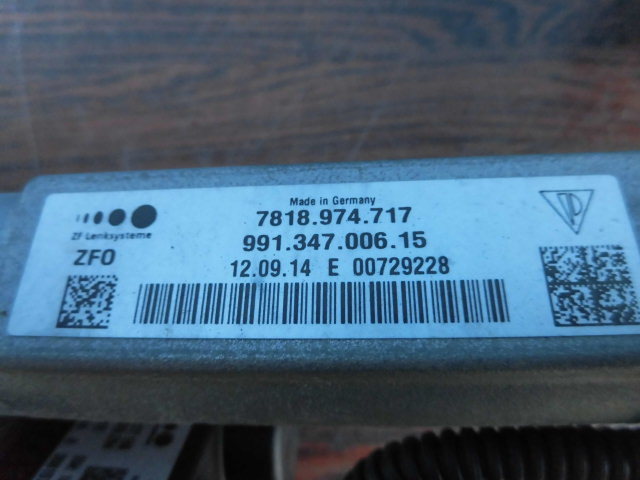 Made in Germany
7818.974.717
991.347.006.15
12.09.14 E 00729228
ZF Lenksysteme
ZFO